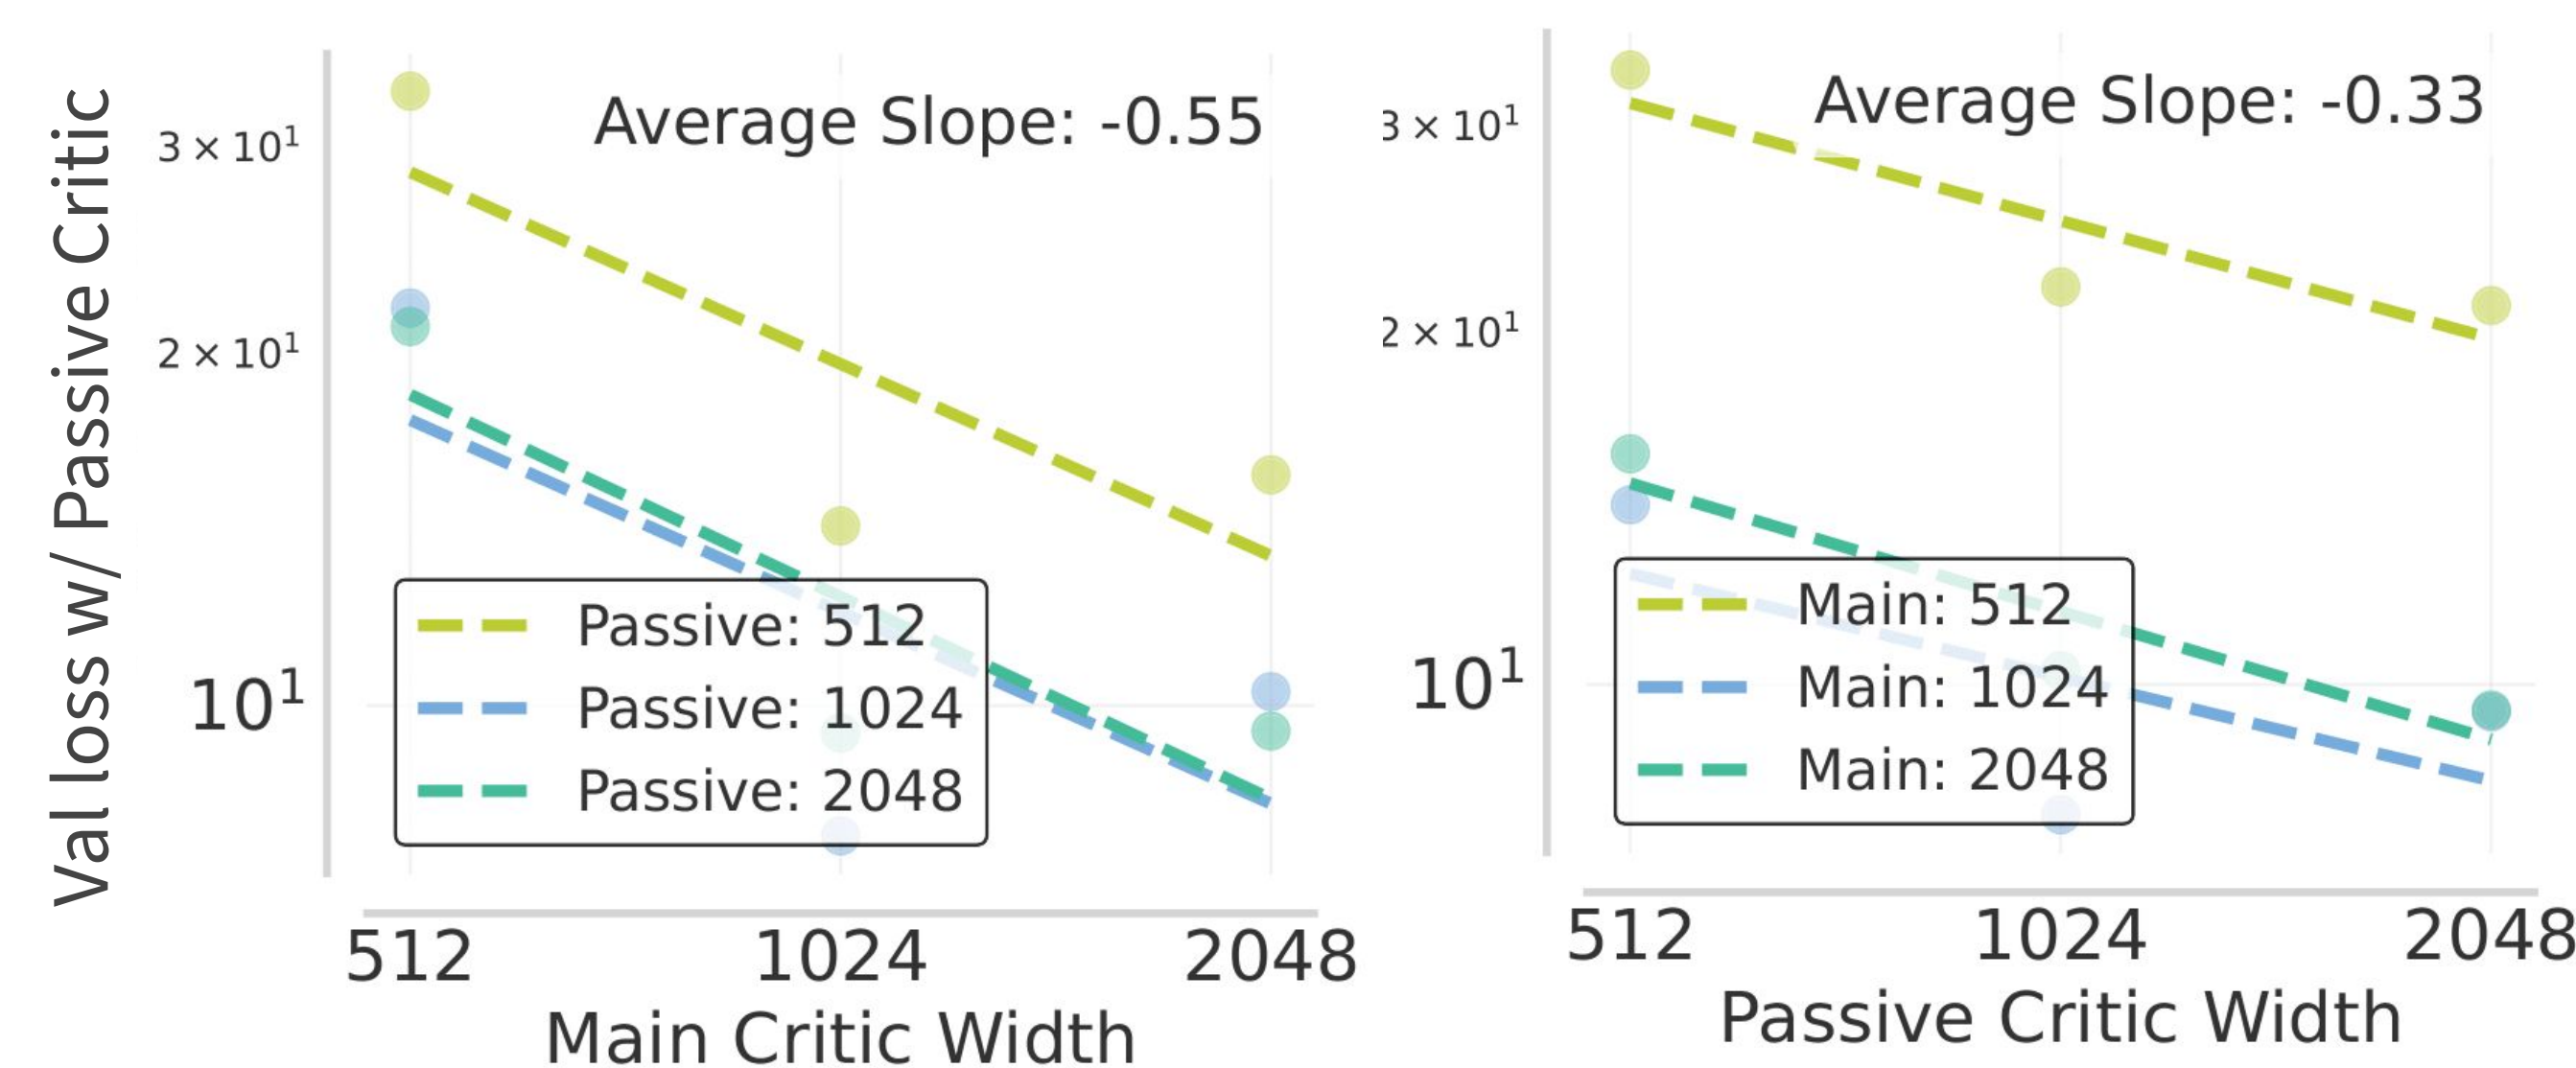 Val loss w/ Passive Critic
Average Slope: -0.55
3 × 10¹
2 × 10¹
10¹
Passive: 512
Passive: 1024
Passive: 2048
512 1024 2048
Main Critic Width
Average Slope: -0.33
3 × 10¹
2 × 10¹
10¹
Main: 512
Main: 1024
Main: 2048
512 1024 2048
Passive Critic Width